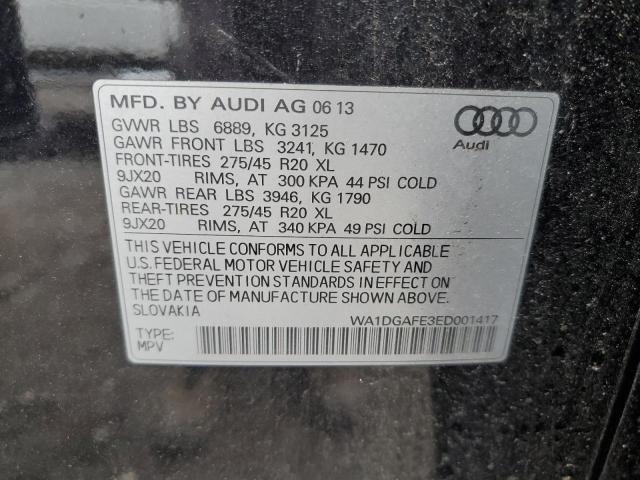 MFD. BY AUDI AG 06 13
GVWR LBS 6889, KG 3125
GAWR FRONT LBS 3241, KG 1470
FRONT-TIRES 275/45 R20 XL
9JX20 RIMS, AT 300 KPA 44 PSI COLD
GAWR REAR LBS 3946, KG 1790
REAR-TIRES 275/45 R20 XL
9JX20 RIMS, AT 340 KPA 49 PSI COLD
Audi
THIS VEHICLE CONFORMS TO ALL APPLICABLE
U.S. FEDERAL MOTOR VEHICLE SAFETY AND
THEFT PREVENTION STANDARDS IN EFFECT ON
THE DATE OF MANUFACTURE SHOWN ABOVE.
SLOVAKIA
WA1DGAFE3ED001417
TYPE:
MPV